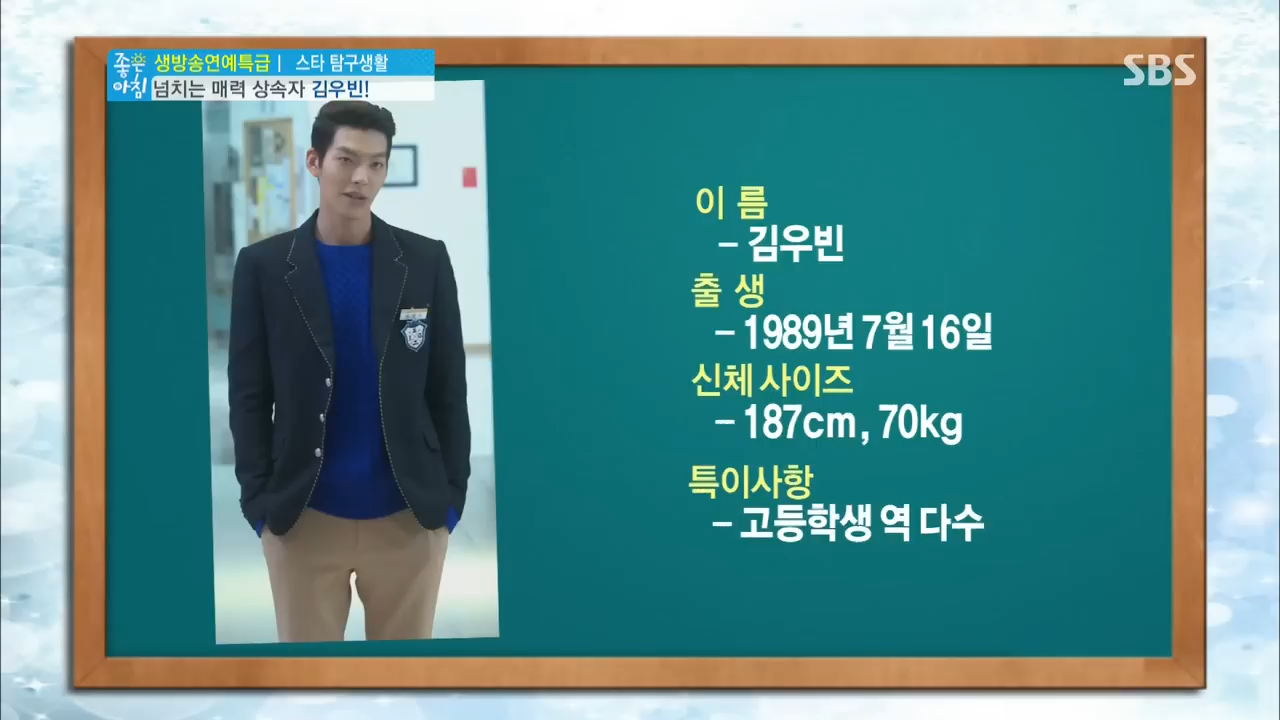 좋은
아침
생방송연예특급 | 스타 탐구생활
넘치는 매력 상속자 김우빈!
SBS
이 름
- 김우빈
출 생
- 1989년 7월 16일
신체 사이즈
- 187cm, 70kg
특이사항
- 고등학생 역 다수